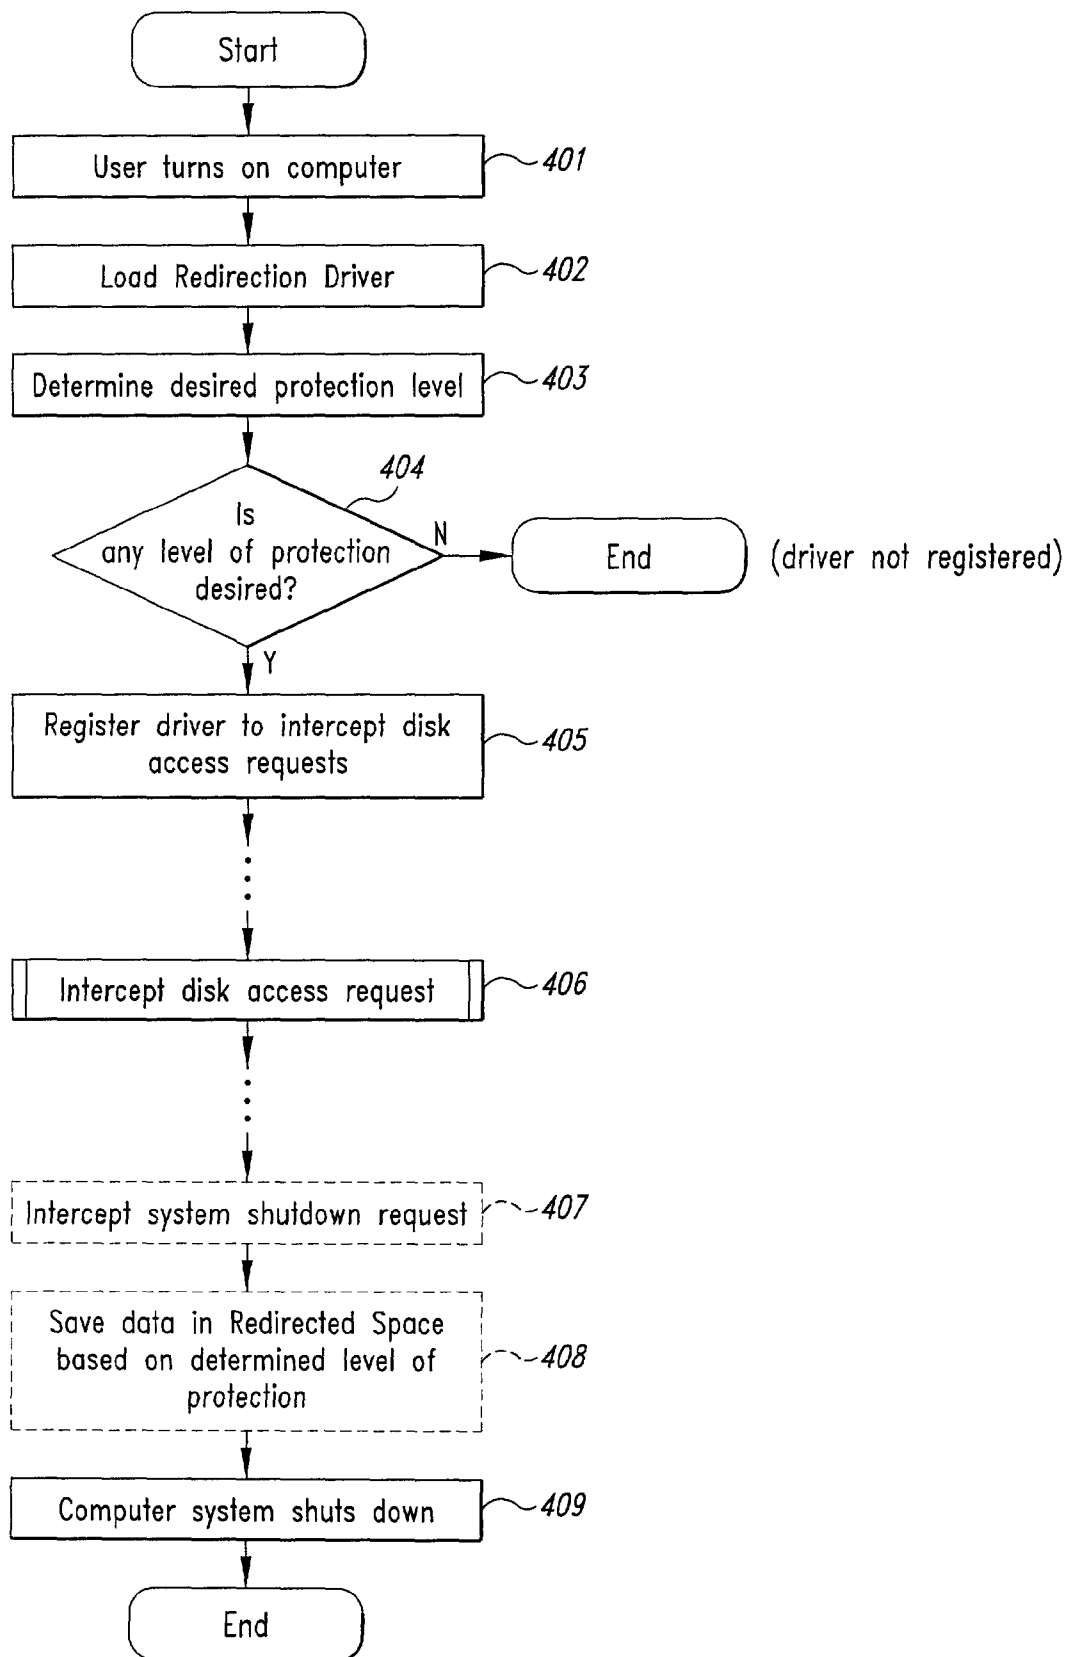 Start
User turns on computer
401
Load Redirection Driver
402
Determine desired protection level
403
404
Is
any level of protection
desired?
N
End
(driver not registered)
Y
Register driver to intercept disk
access requests
405
Intercept disk access request
406
Intercept system shutdown request
407
Save data in Redirected Space
based on determined level of
protection
408
Computer system shuts down
409
End